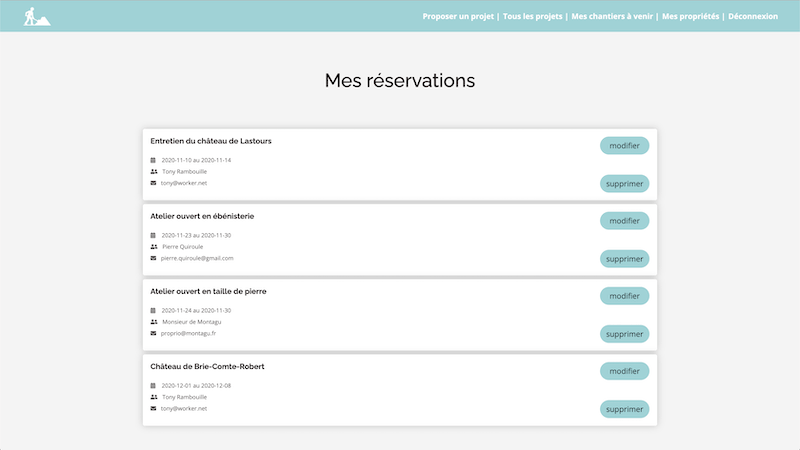 Proposer un projet | Tous les projets | Mes chantiers à venir | Mes propriétés | Déconnexion
Mes réservations
Entretien du château de Lastours
modifier
2020-11-10 au 2020-11-14
Tony Rambouille
tony@worker.net
supprimer
Atelier ouvert en ébénisterie
modifier
2020-11-23 au 2020-11-30
Pierre Quiroule
pierre.quiroule@gmail.com
supprimer
Atelier ouvert en taille de pierre
modifier
2020-11-24 au 2020-11-30
Monsieur de Montagu
proprio@montagu.fr
supprimer
Château de Brie-Comte-Robert
modifier
2020-12-01 au 2020-12-08
Tony Rambouille
tony@worker.net
supprimer